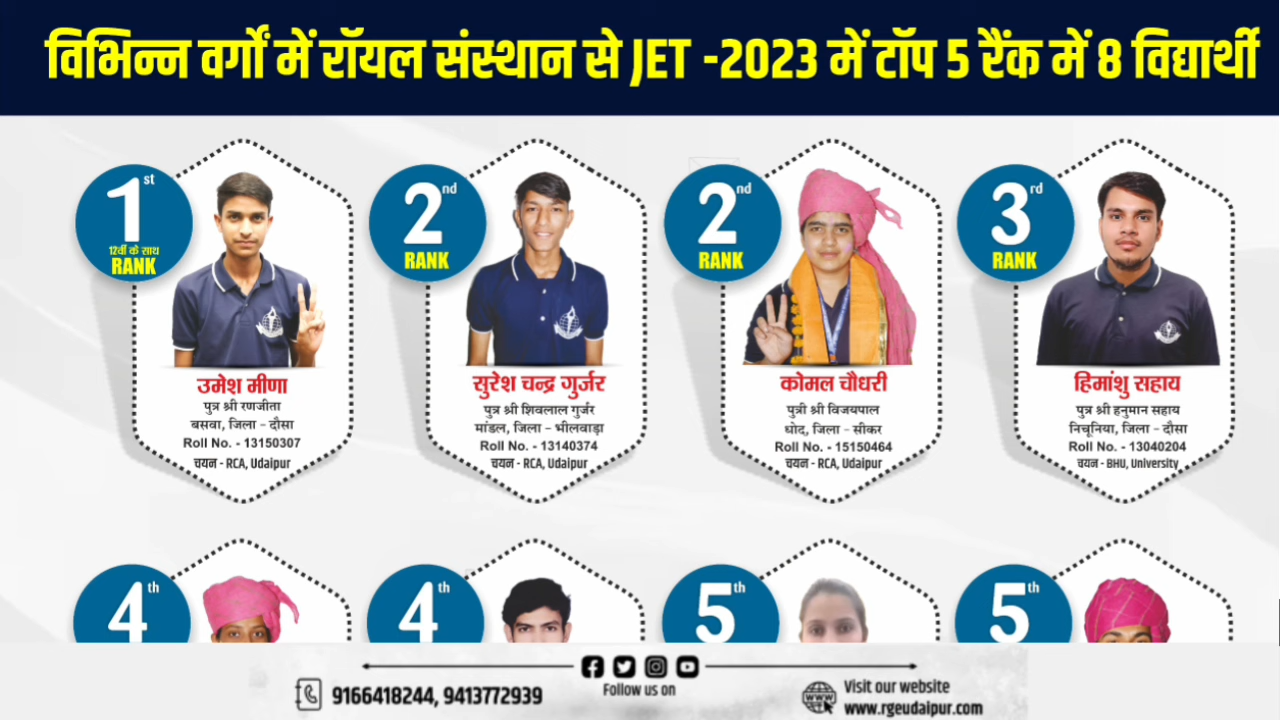 विभिन्न वर्गों में रॉयल संस्थान से JET -2023 में टॉप 5 रैंक में 8 विद्यार्थी
1st
12वीं के साथ
RANK
उमेश मीणा
पुत्र श्री रणजीता
बसवा, जिला – दौसा
Roll No. - 13150307
चयन - RCA, Udaipur
2nd
RANK
सुरेश चन्द्र गुर्जर
पुत्र श्री शिवलाल गुर्जर
मांडल, जिला – भीलवाड़ा
Roll No. - 13140374
चयन - RCA, Udaipur
2nd
RANK
कोमल चौधरी
पुत्री श्री विजयपाल
धोद, जिला – सीकर
Roll No. - 15150464
चयन - RCA, Udaipur
3rd
RANK
हिमांशु सहाय
पुत्र श्री हनुमान सहाय
निचूनिया, जिला – दौसा
Roll No. - 13040204
चयन - BHU, University
4th
4th
5th
5th
9166418244, 9413772939
Follow us on
Visit our website
www.rgeudaipur.com